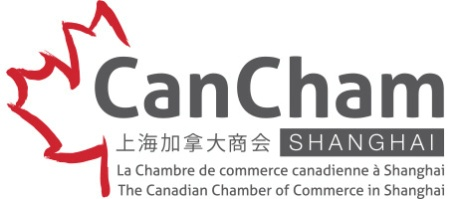 CanCham
上海加拿大商会 SHANGHAI
La Chambre de commerce canadienne à Shanghai
The Canadian Chamber of Commerce in Shanghai